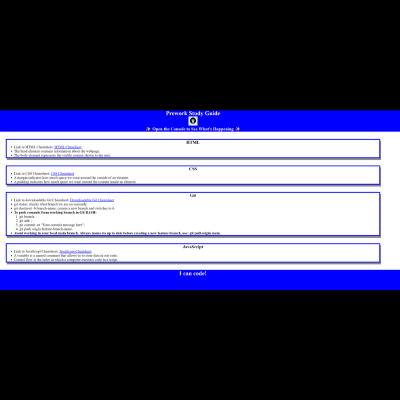 Prework Study Guide
✨ Open the Console to See What's Happening ✨
HTML
Link to HTML Cheatsheet: HTML Cheatsheet
The head element contains information about the webpage.
The body element represents the visible content shown to the user.
CSS
Link to CSS Cheatsheet: CSS Cheatsheet
A margin indicates how much space we want around the outside of an element.
A padding indicates how much space we want around the content inside an element.
Git
Link to downloadable Git Cheatsheet: Downloadable Git Cheatsheet
git status: checks what branch we are on currently.
git checkout -b branch-name: creates a new branch and switches to it
To push commits from working branch to GitHub:
1. git branch
2. git add .
3. git commit -m "Your commit message here"
4. git push origin feature-branch-name
Avoid working in your local main branch. Always ensure its up to date before creating a new feature branch, use: git pull origin main.
JavaScript
Link to JavaScript Cheatsheet: JavaScript Cheatsheet
A variable is a named container that allows us to store data in our code.
Control flow is the order in which a computer executes code in a script.
I can code!